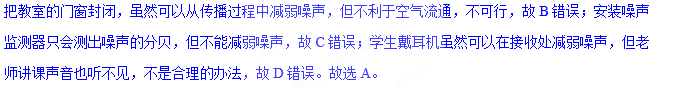 把教室的门窗封闭，虽然可以从传播过程中减弱噪声，但不利于空气流通，不可行，故 B 错误；安装噪声
监测器只会测出噪声的分贝，但不能减弱噪声，故 C 错误；学生戴耳机虽然可以在接收处减弱噪声，但老
师讲课声音也听不见，不是合理的办法，故 D 错误。故选 A。